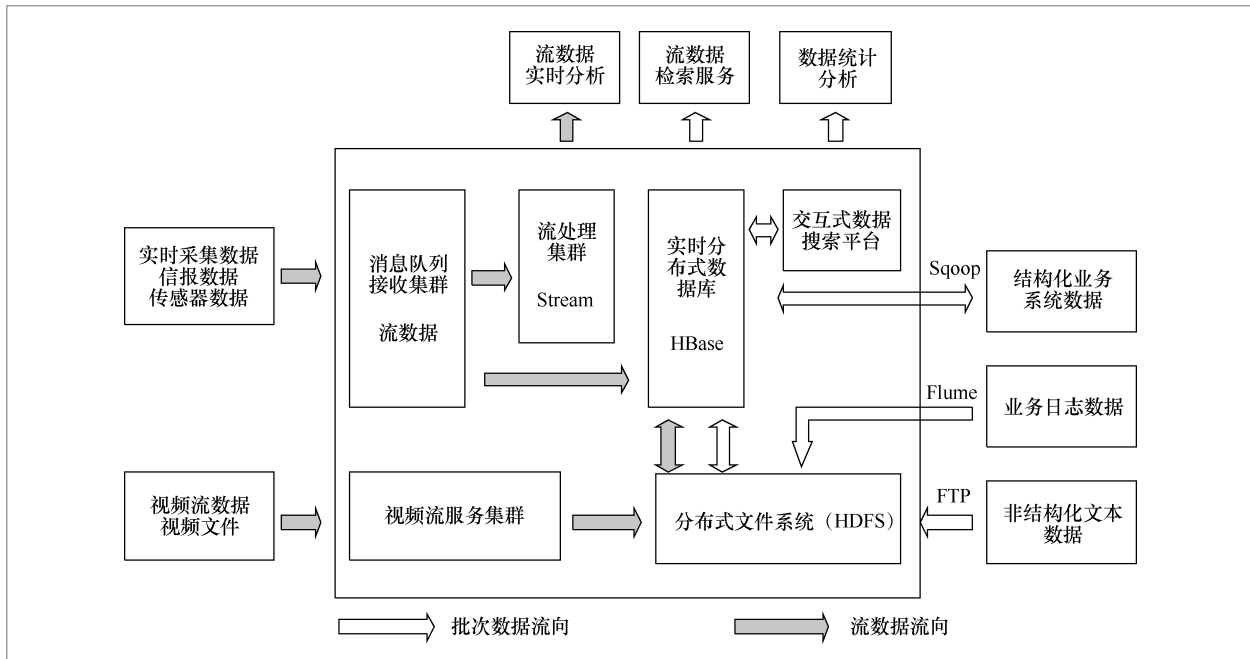 流数据
实时分析
流数据
检索服务
数据统计
分析
实时采集数据
信报数据
传感器数据
消息队列
接收集群
流数据
流处理
集群
Stream
实时分
布式数
据库
HBase
交互式数据
搜索平台
Sqoop
结构化业务
系统数据
Flume
业务日志数据
视频流数据
视频文件
视频流服务集群
分布式文件系统（HDFS）
FTP
非结构化文本
数据
批次数据流向
流数据流向